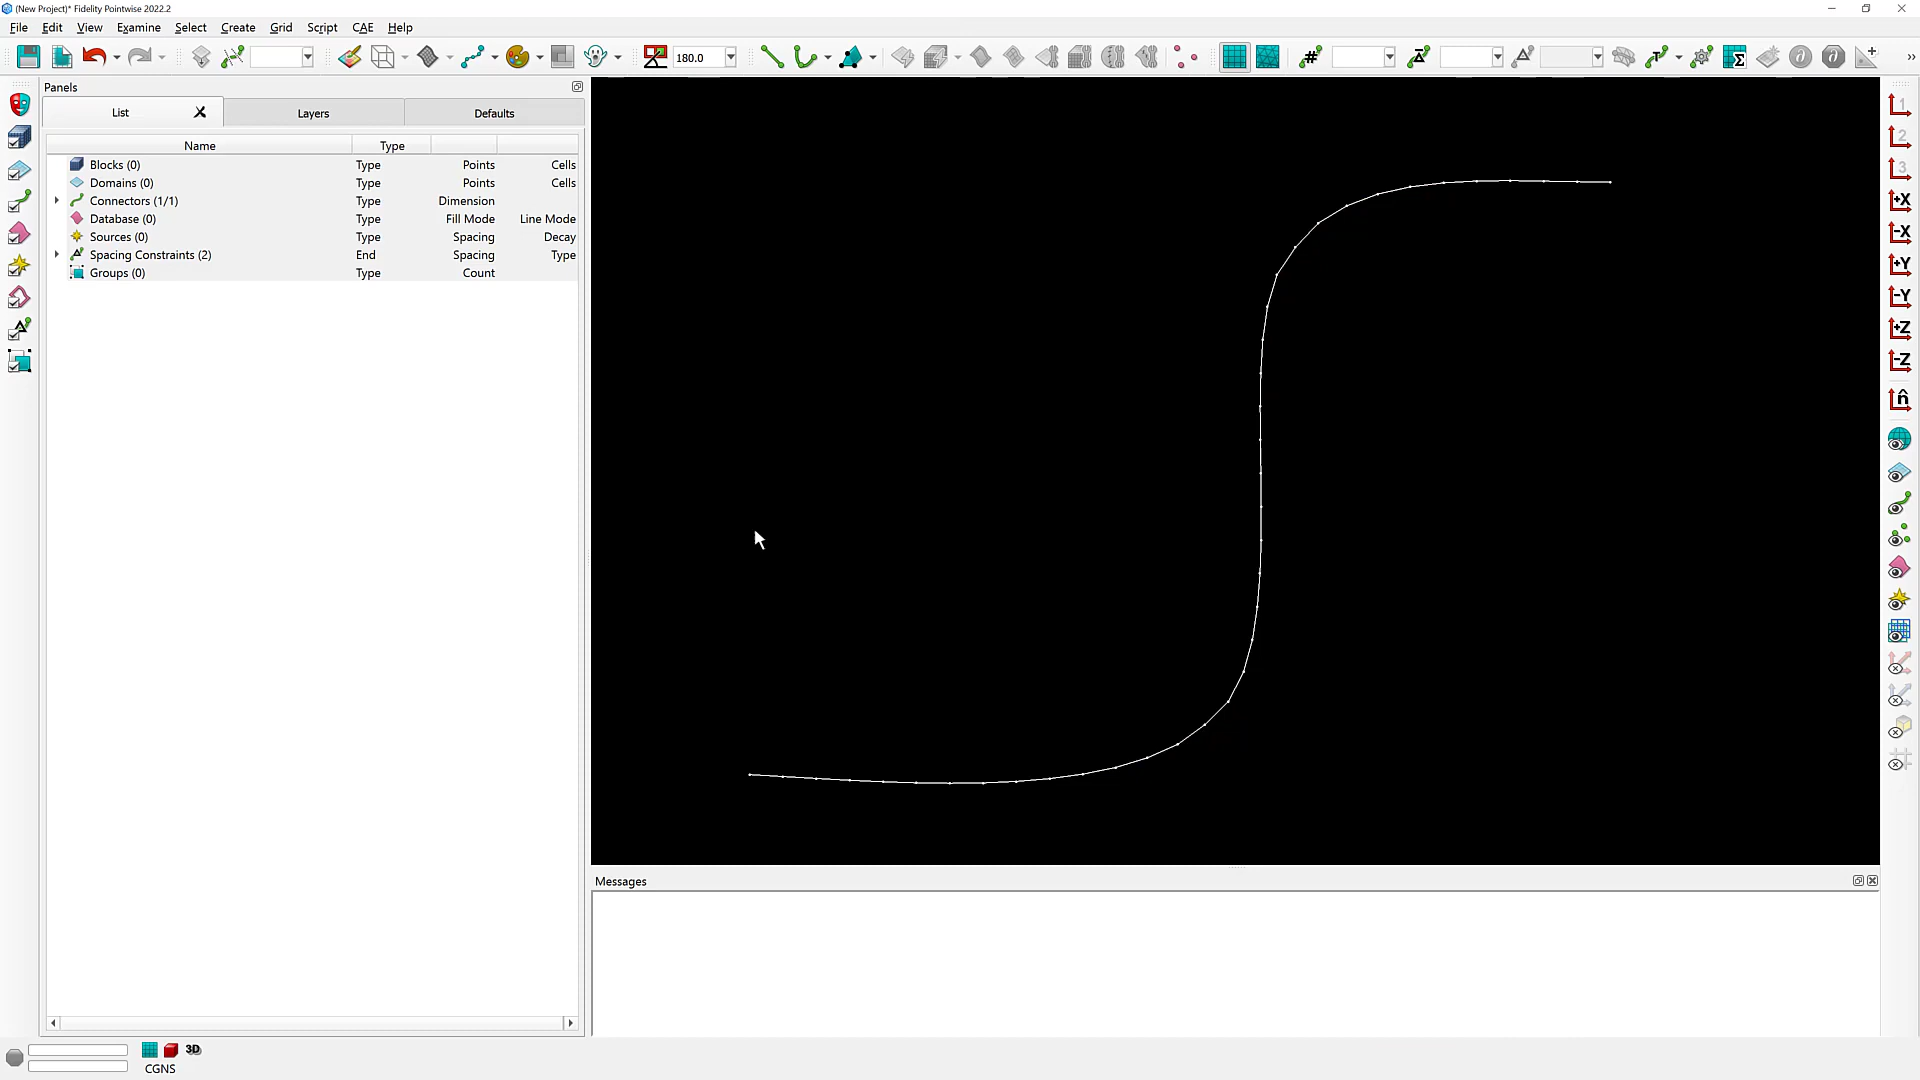 (New Project)* Fidelity Pointwise 2022.2
File Edit View Examine Select Create Grid Script CAE Help
180.0
Panels
List Layers Defaults
Name Type
Blocks (0) Type Points Cells
Domains (0) Type Points Cells
Connectors (1/1) Type Dimension
Database (0) Type Fill Mode Line Mode
Sources (0) Type Spacing Decay
Spacing Constraints (2) End Spacing Type
Groups (0) Type Count
1
2
3
+X
-X
+Y
-Y
+Z
-Z
n̂
Messages
3D
CGNS